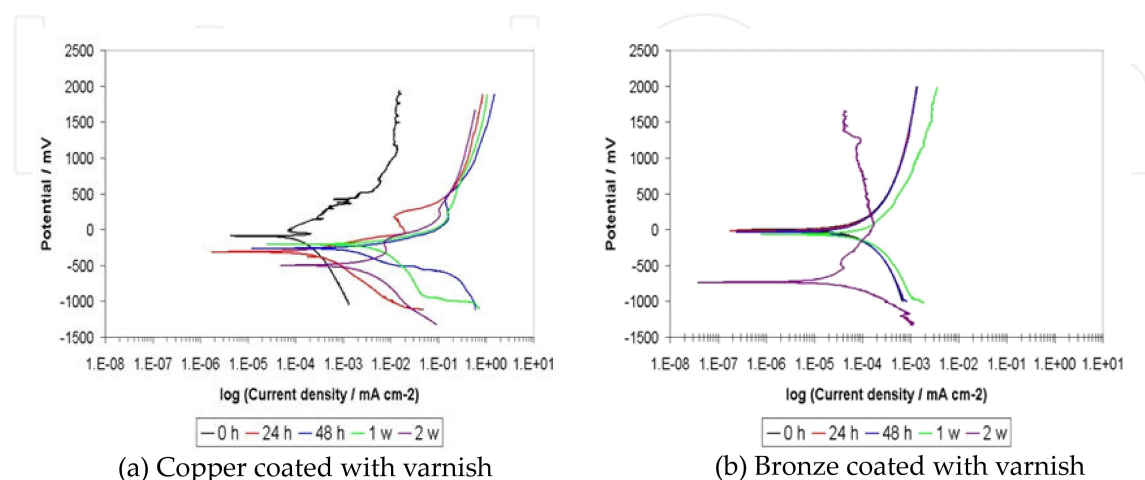 2500
2000
1500
1000
500
0
-500
-1000
-1500
Potential / mV
1.E-08 1.E-07 1.E-06 1.E-05 1.E-04 1.E-03 1.E-02 1.E-01 1.E+00 1.E+01
log (Current density / mA cm-2)
0 h 24 h 48 h 1 w 2 w
(a) Copper coated with varnish
2500
2000
1500
1000
500
0
-500
-1000
-1500
Potential / mV
1.E-08 1.E-07 1.E-06 1.E-05 1.E-04 1.E-03 1.E-02 1.E-01 1.E+00 1.E+01
log (Current density / mA cm-2)
0 h 24 h 48 h 1 w 2 w
(b) Bronze coated with varnish